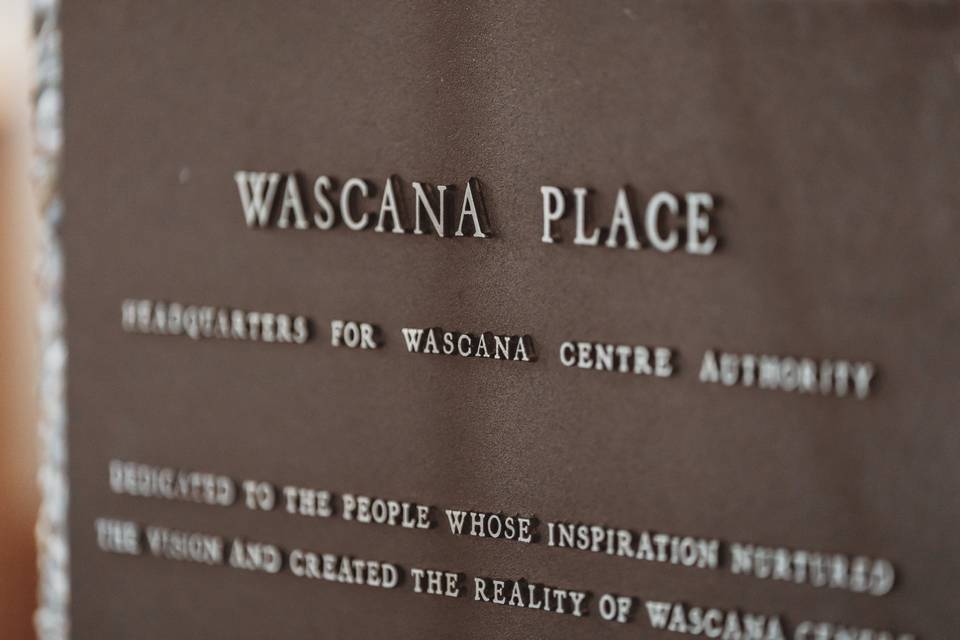 WASCANA PLACE
HEADQUARTERS FOR WASCANA CENTRE AUTHORITY
DEDICATED TO THE PEOPLE WHOSE INSPIRATION NURTURED
THE VISION AND CREATED THE REALITY OF WASCANA